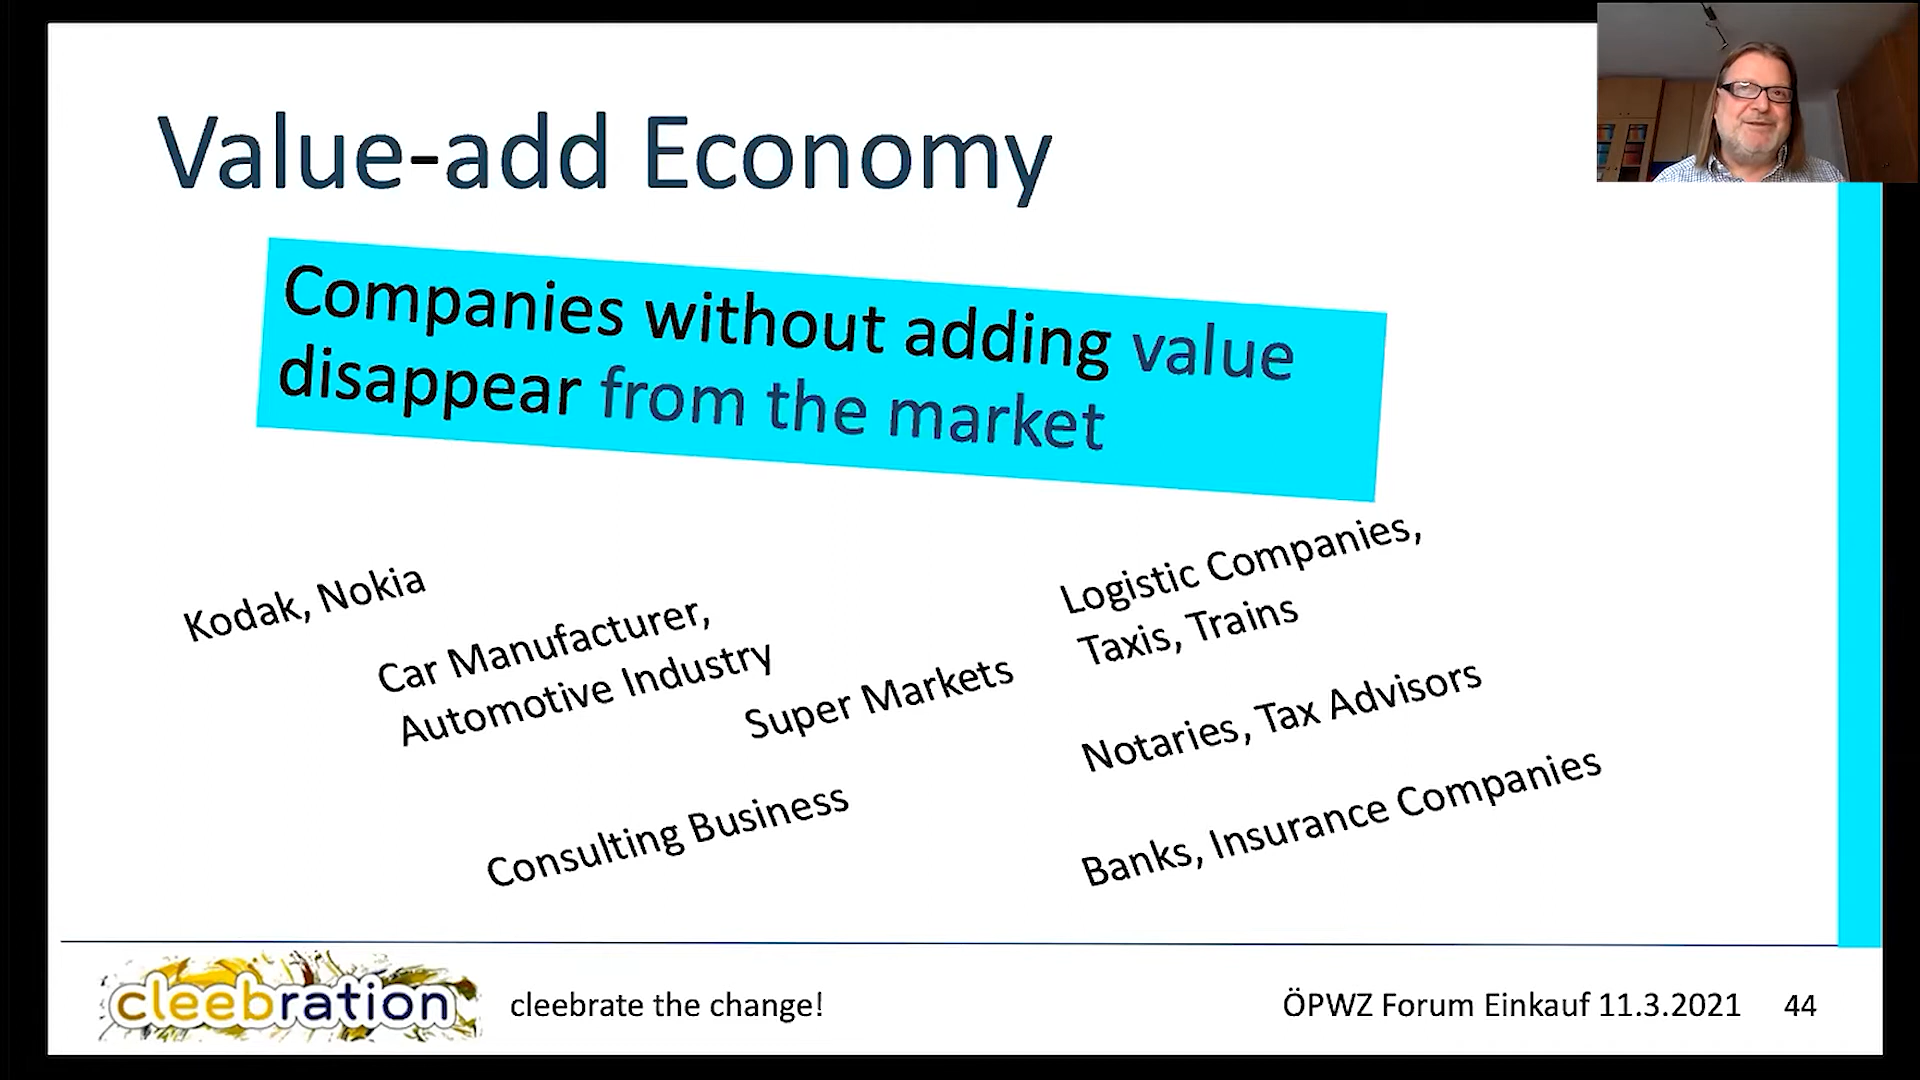 Value-add Economy
Companies without adding value
disappear from the market
Kodak, Nokia
Car Manufacturer,
Automotive Industry
Super Markets
Consulting Business
Logistic Companies,
Taxis, Trains
Notaries, Tax Advisors
Banks, Insurance Companies
cleebration
cleebrate the change!
ÖPWZ Forum Einkauf 11.3.2021
44